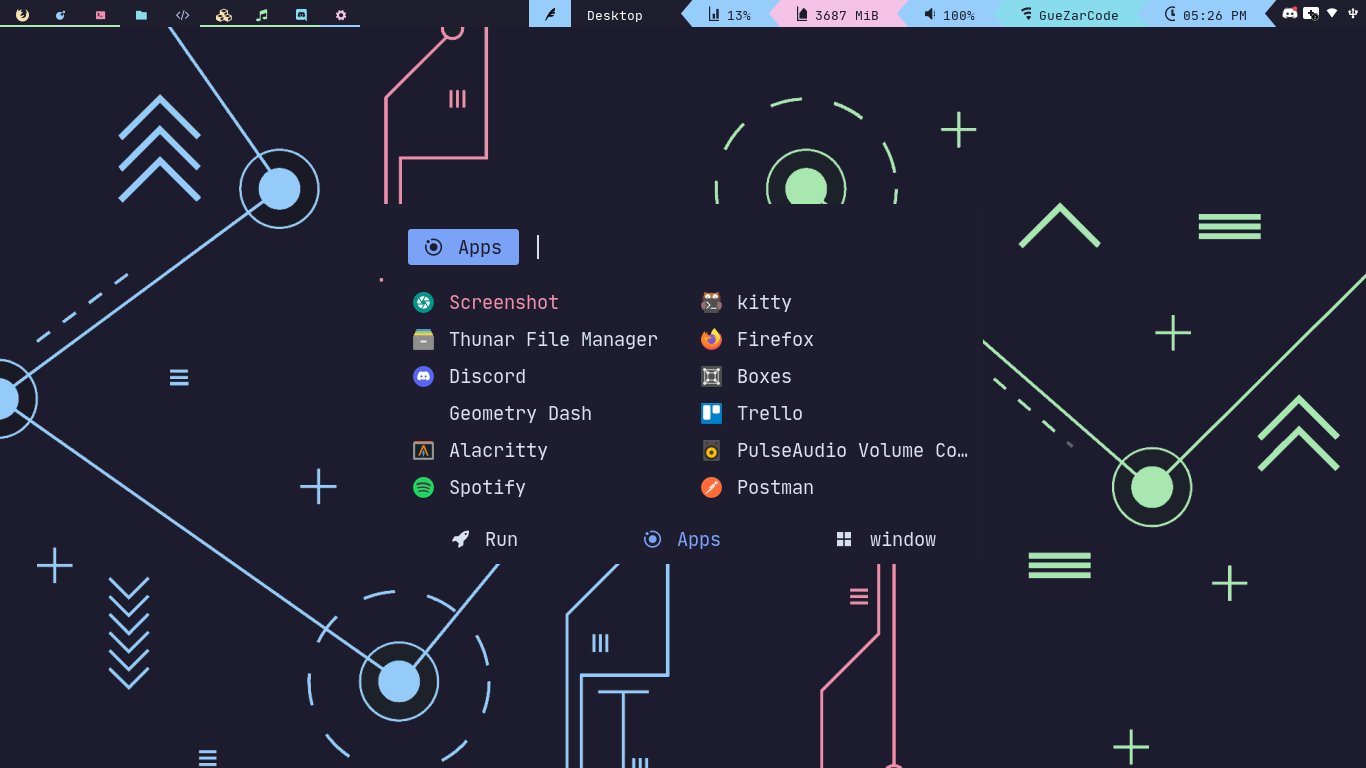 Desktop 13% 3687 MiB 100% GueZarCode 05:26 PM
Apps
Screenshot kitty
Thunar File Manager Firefox
Discord Boxes
Geometry Dash Trello
Alacritty PulseAudio Volume Co…
Spotify Postman
Run Apps window